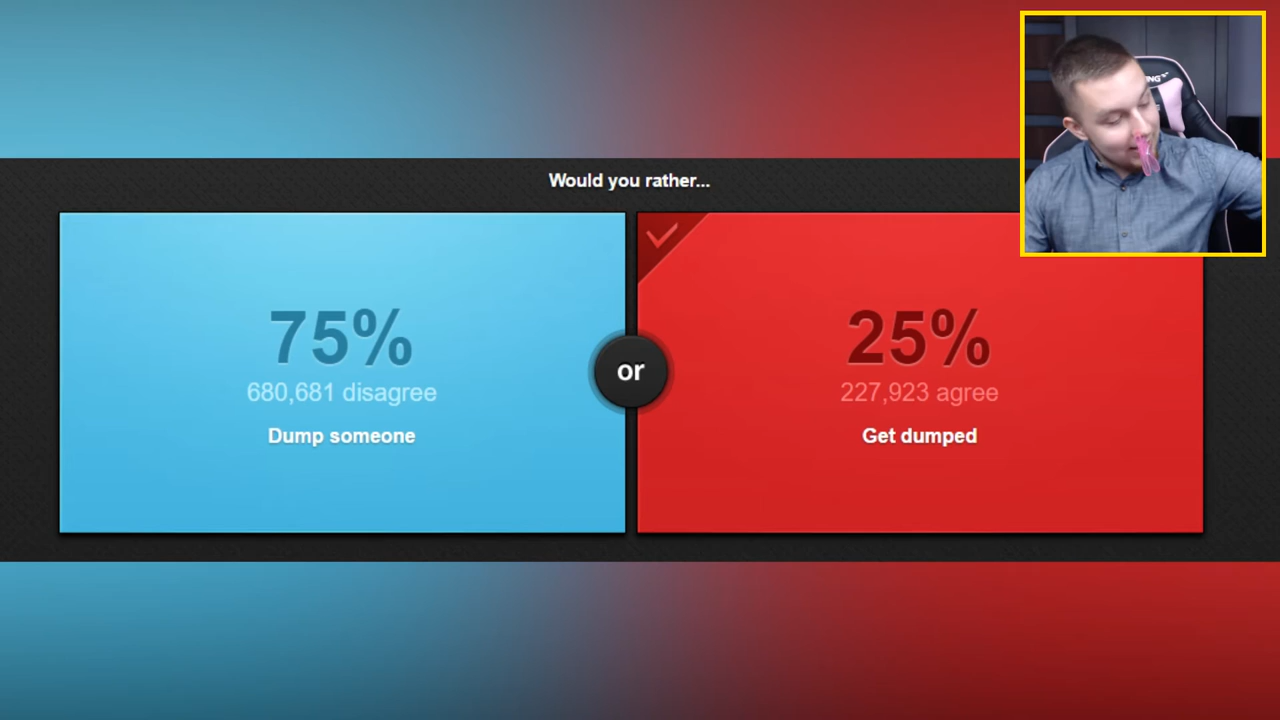 Would you rather...
75%
680,681 disagree
Dump someone
or
25%
227,923 agree
Get dumped